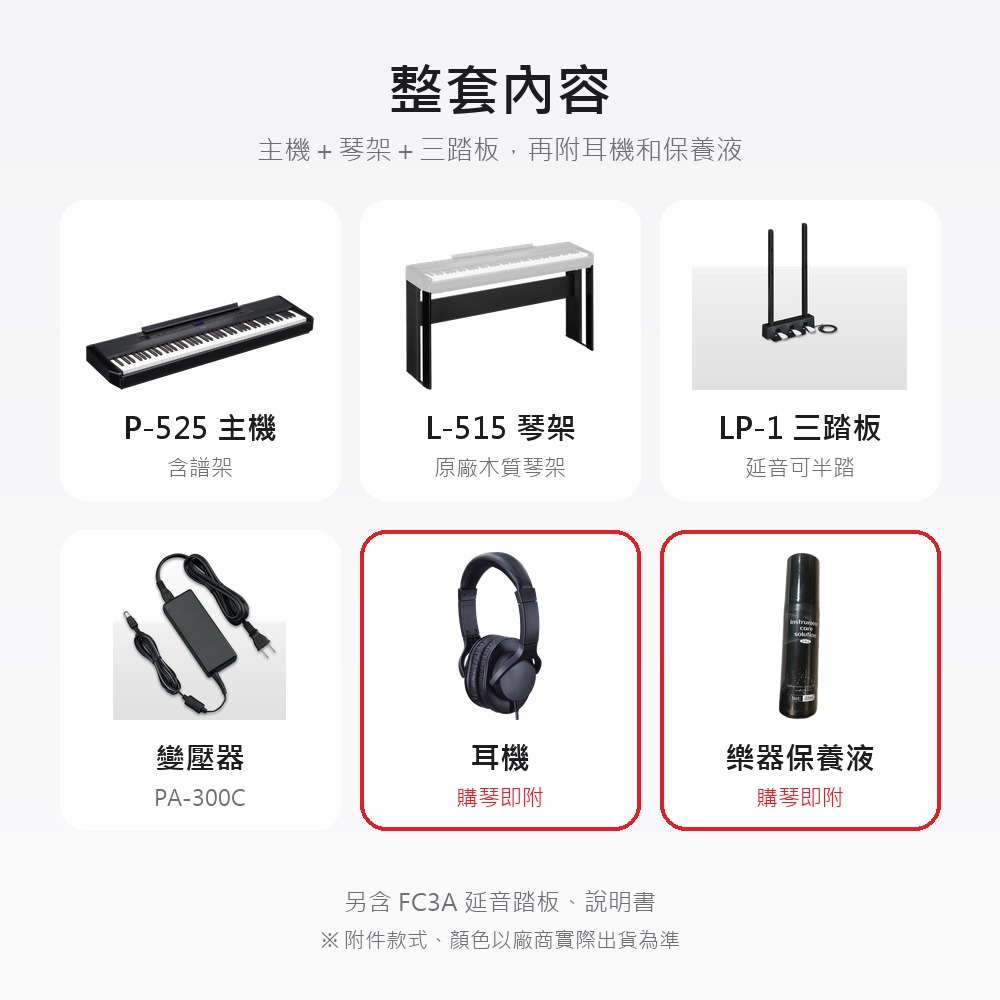 整套內容
主機 + 琴架 + 三踏板，再附耳機和保養液
P-525 主機
含譜架
L-515 琴架
原廠木質琴架
LP-1 三踏板
延音可半踏
instrument
care
solution
變壓器
PA-300C
耳機
購琴即附
樂器保養液
購琴即附
另含 FC3A 延音踏板、說明書
※ 附件款式、顏色以廠商實際出貨為準